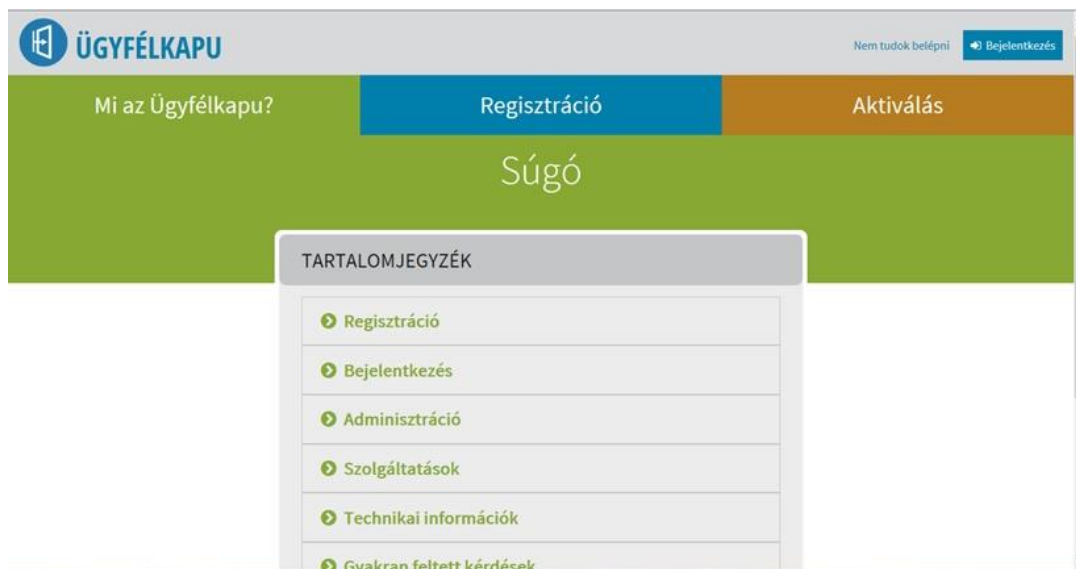 ÜGYFÉLKAPU
Nem tudok belépni
Bejelentkezés
Mi az Ügyfélkapu?
Regisztráció
Aktiválás
Súgó
TARTALOMJEGYZÉK
Regisztráció
Bejelentkezés
Adminisztráció
Szolgáltatások
Technikai információk
Gyakran feltett kérdések